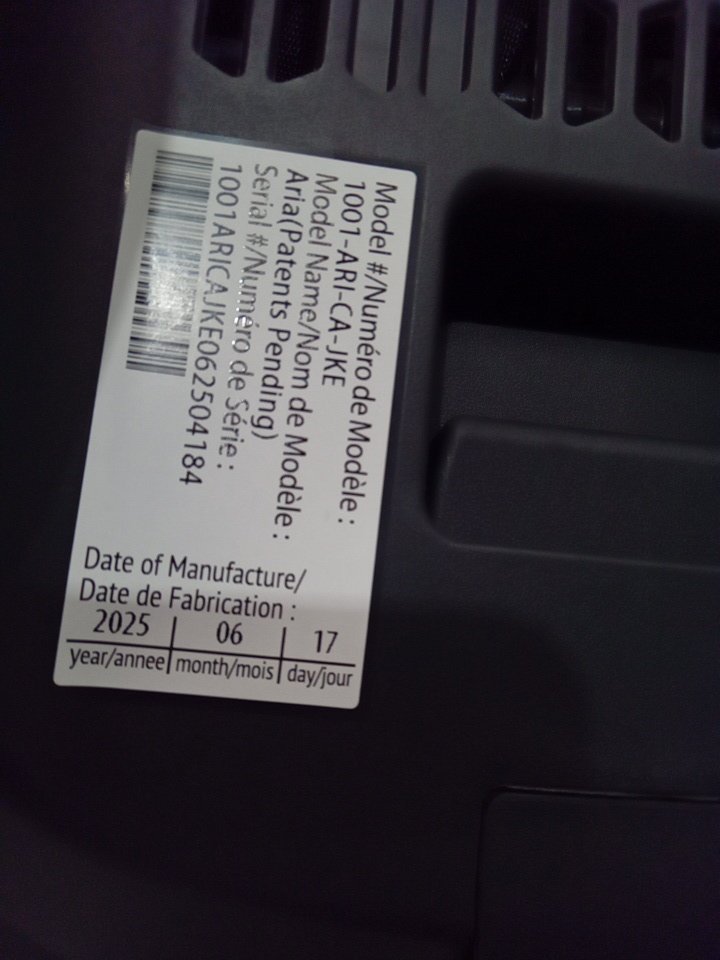 Model #/Numéro de Modèle :
1001-ARI-CA-JKE
Model Name/Nom de Modèle :
Aria(Patents Pending)
Serial #/Numéro de Série :
1001ARICAJKE062504184
Date of Manufacture/
Date de Fabrication :
2025 06 17
year/annee month/mois day/jour